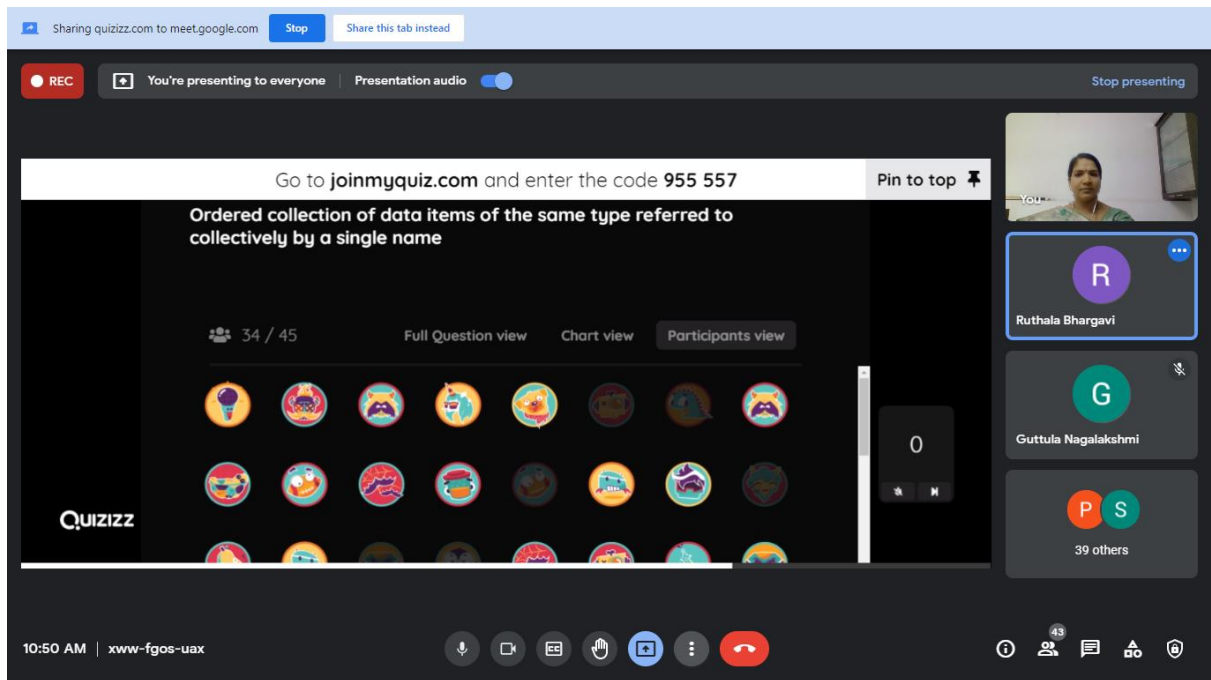 Sharing quizizz.com to meet.google.com Stop Share this tab instead
REC You're presenting to everyone Presentation audio Stop presenting
Go to joinmyquiz.com and enter the code 955 557 Pin to top
Ordered collection of data items of the same type referred to
collectively by a single name
34 / 45 Full Question view Chart view Participants view
0
Quizizz
You
R
Ruthala Bhargavi
G
Guttula Nagalakshmi
P S
39 others
10:50 AM | xww-fgos-uax
CC
43